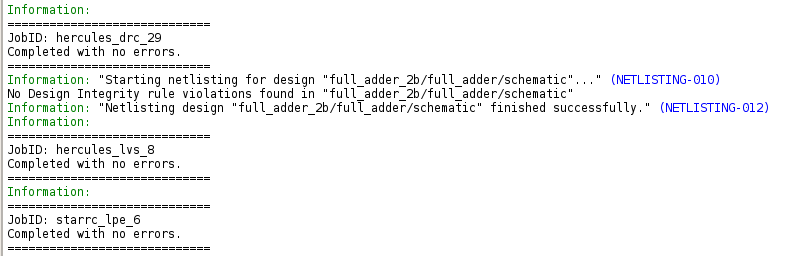 Information:
=============================
JobID: hercules_drc_29
Completed with no errors.
=============================
Information: "Starting netlisting for design "full_adder_2b/full_adder/schematic"..." (NETLISTING-010)
No Design Integrity rule violations found in "full_adder_2b/full_adder/schematic"
Information: "Netlisting design "full_adder_2b/full_adder/schematic" finished successfully." (NETLISTING-012)
Information:
=============================
JobID: hercules_lvs_8
Completed with no errors.
=============================
Information:
=============================
JobID: starrc_lpe_6
Completed with no errors.
=============================